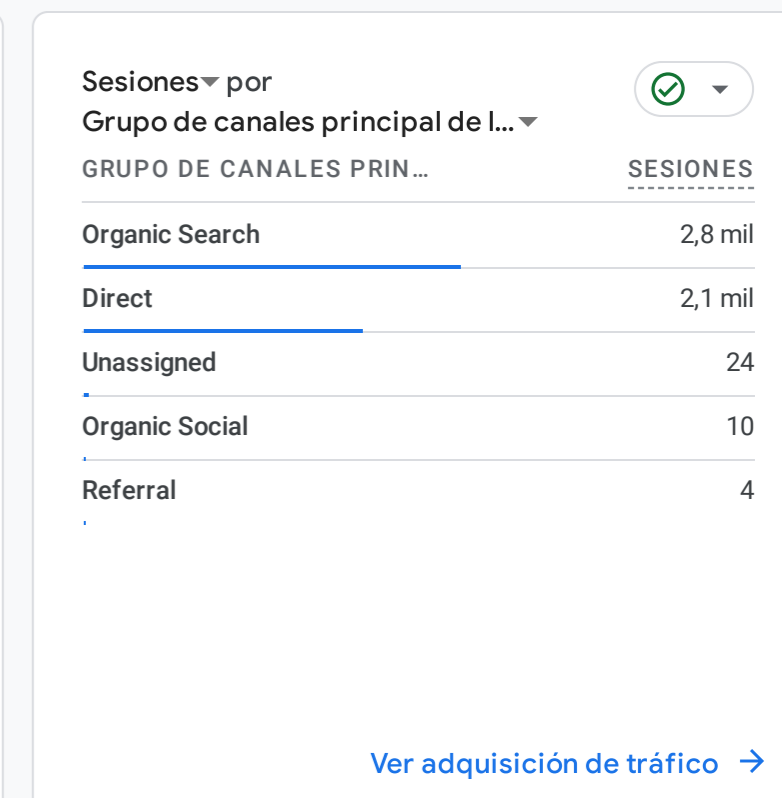 Sesiones por
Grupo de canales principal de l...
GRUPO DE CANALES PRIN...
SESIONES
Organic Search
2,8 mil
Direct
2,1 mil
Unassigned
24
Organic Social
10
Referral
4
Ver adquisición de tráfico